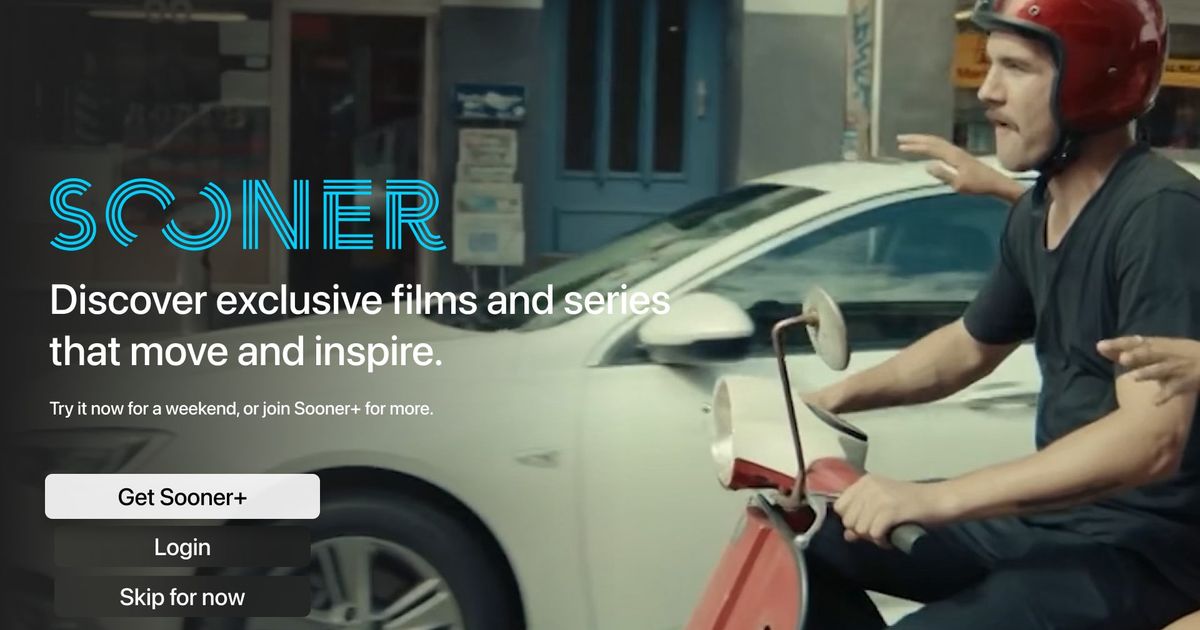 SOONER
Discover exclusive films and series
that move and inspire.
Try it now for a weekend, or join Sooner+ for more.
Get Sooner+
Login
Skip for now